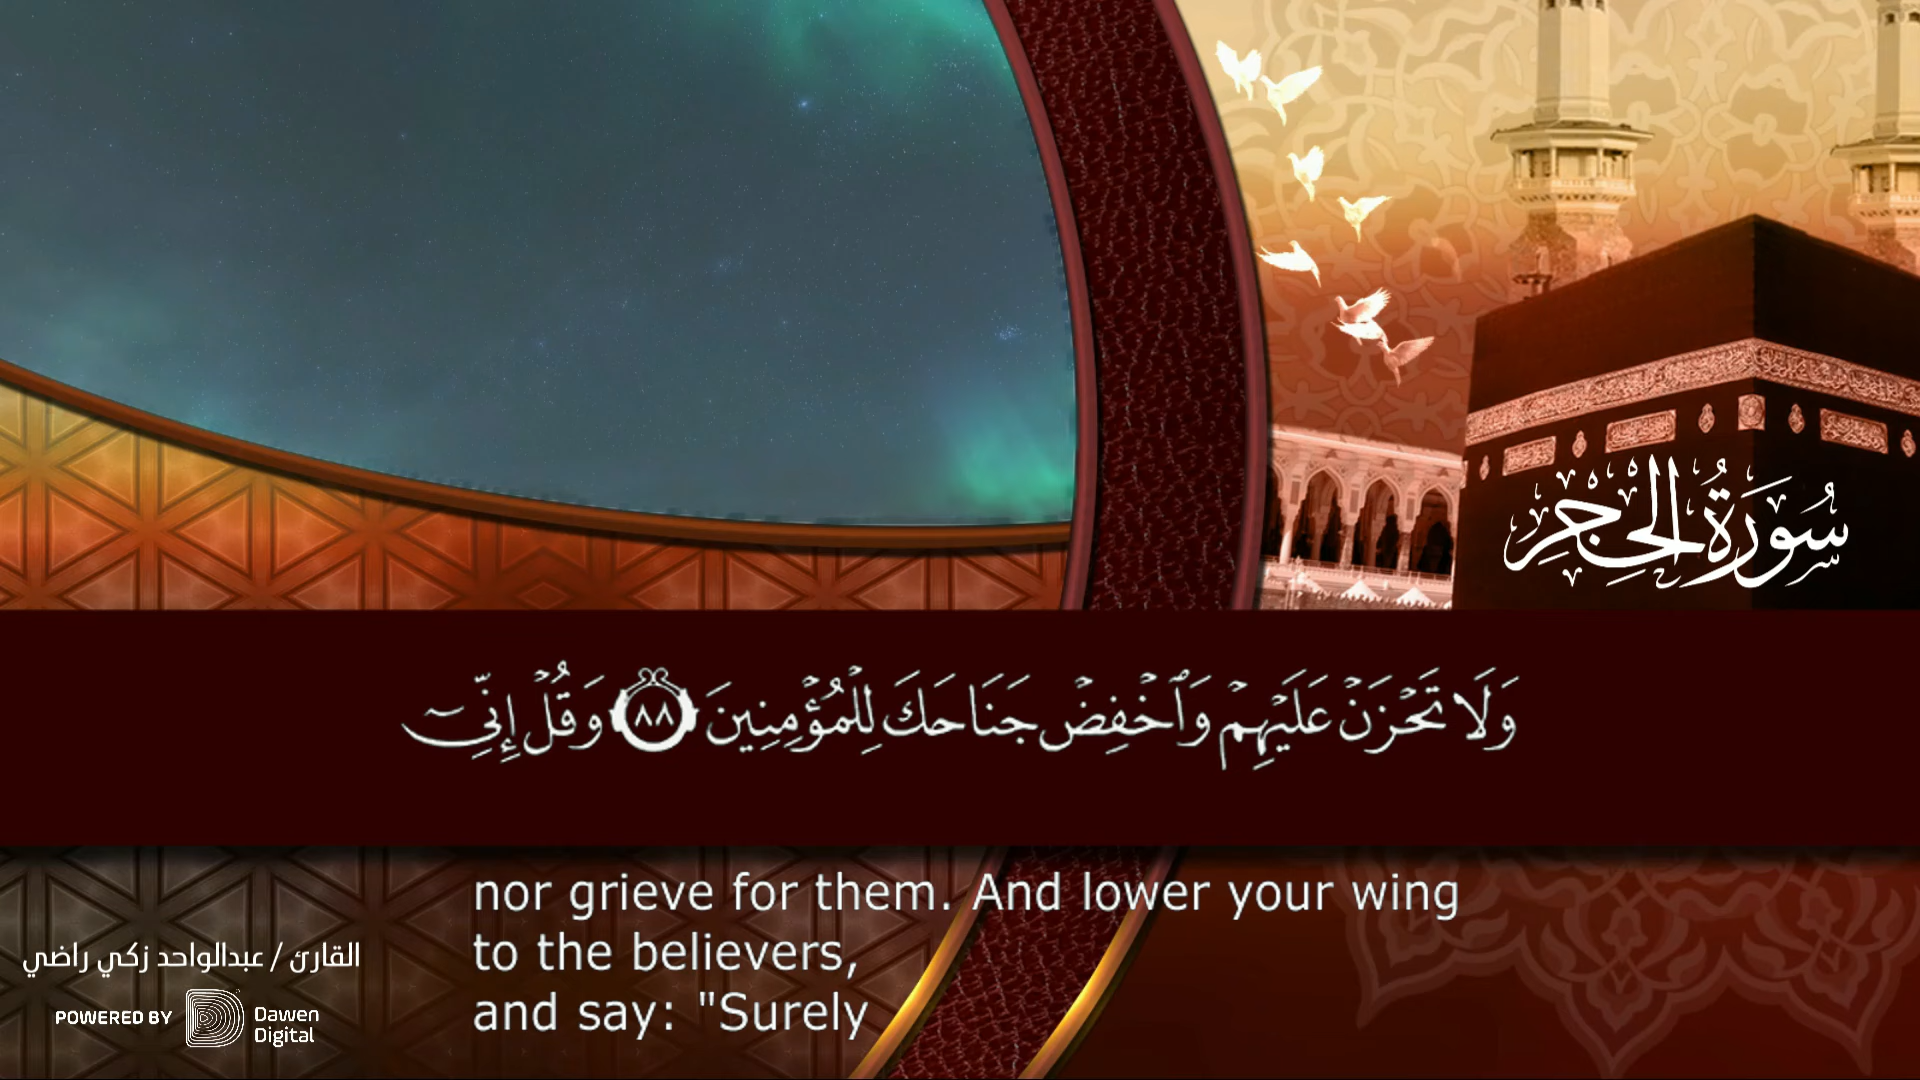 سُورَةُ الحِجْرِ
وَلَا تَحْزَنْ عَلَيْهِمْ وَٱخْفِضْ جَنَاحَكَ لِلْمُؤْمِنِينَ ٨٨ وَقُلْ إِنِّىٓ
nor grieve for them. And lower your wing
to the believers,
and say: "Surely
القارئ / عبدالواحد زكي راضي
POWERED BY Dawen
Digital